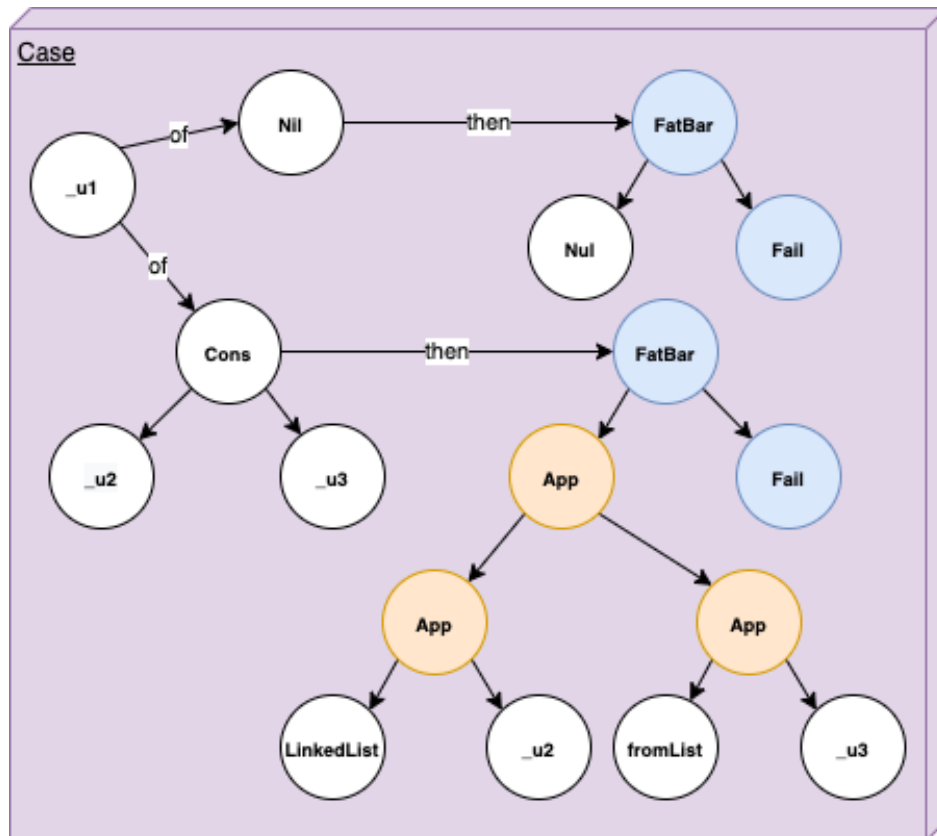 Case
Nil
then
FatBar
of
_u1
Nul
Fail
of
Cons
then
FatBar
_u2
_u3
App
Fail
App
App
LinkedList
_u2
fromList
_u3